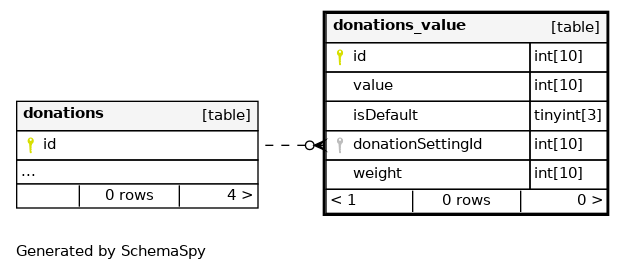 donations [table]
id
...
0 rows 4 >
donations_value [table]
id int[10]
value int[10]
isDefault tinyint[3]
donationSettingId int[10]
weight int[10]
< 1 0 rows 0 >
Generated by SchemaSpy